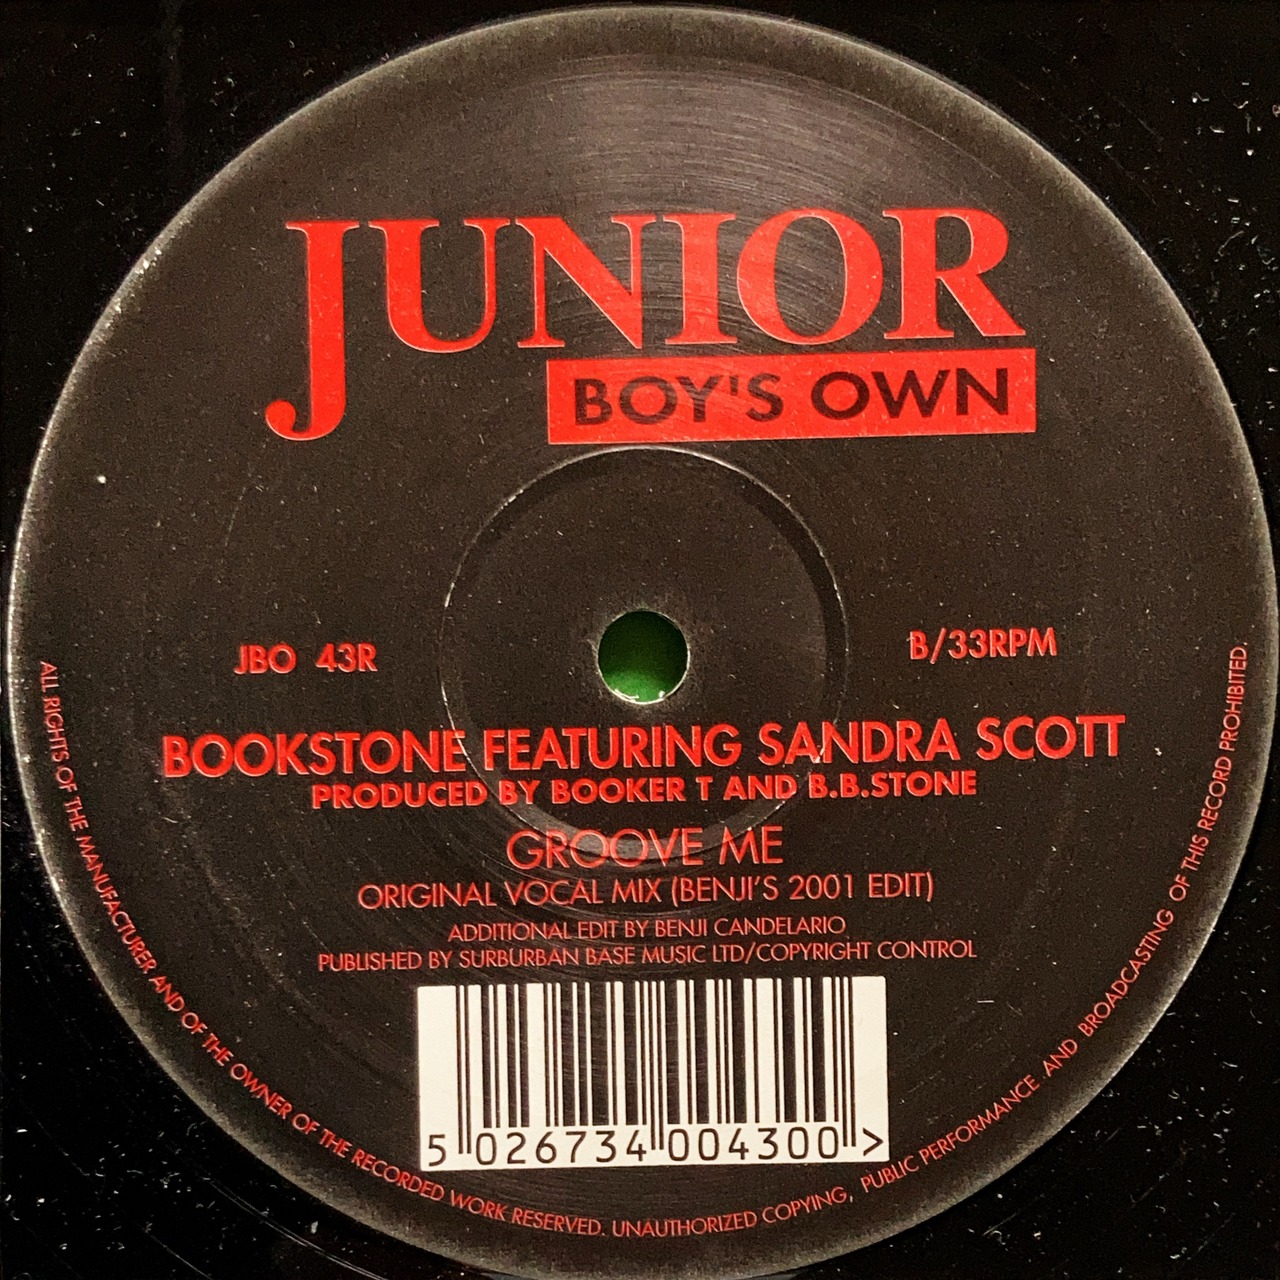 JUNIOR
BOY'S OWN
JBO 43R
B/33RPM
BOOKSTONE FEATURING SANDRA SCOTT
PRODUCED BY BOOKER T AND B.B.STONE
GROOVE ME
ORIGINAL VOCAL MIX (BENJI'S 2001 EDIT)
ADDITIONAL EDIT BY BENJI CANDELARIO
PUBLISHED BY SURBURBAN BASE MUSIC LTD/COPYRIGHT CONTROL
5 026734 004300 >
ALL RIGHTS OF THE MANUFACTURER AND OF THE OWNER OF THE RECORDED WORK RESERVED. UNAUTHORIZED COPYING, PUBLIC PERFORMANCE AND BROADCASTING OF THIS RECORD PROHIBITED.